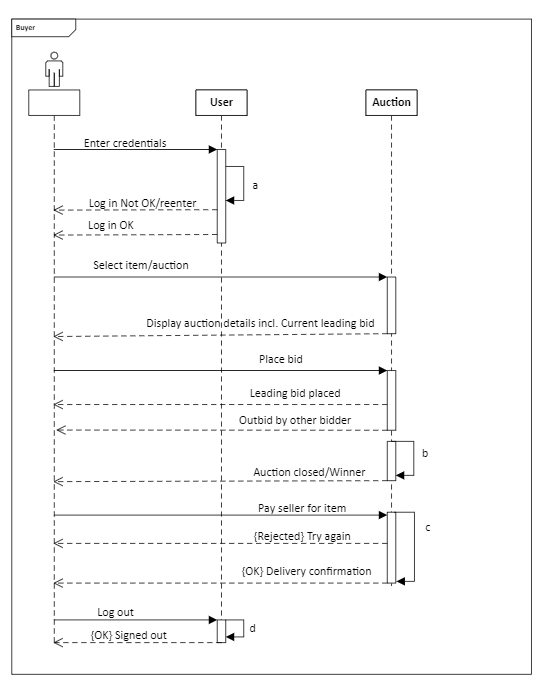 Buyer
User
Auction
Enter credentials
a
Log in Not OK/reenter
Log in OK
Select item/auction
Display auction details incl. Current leading bid
Place bid
Leading bid placed
Outbid by other bidder
b
Auction closed/Winner
Pay seller for item
c
{Rejected} Try again
{OK} Delivery confirmation
Log out
d
{OK} Signed out